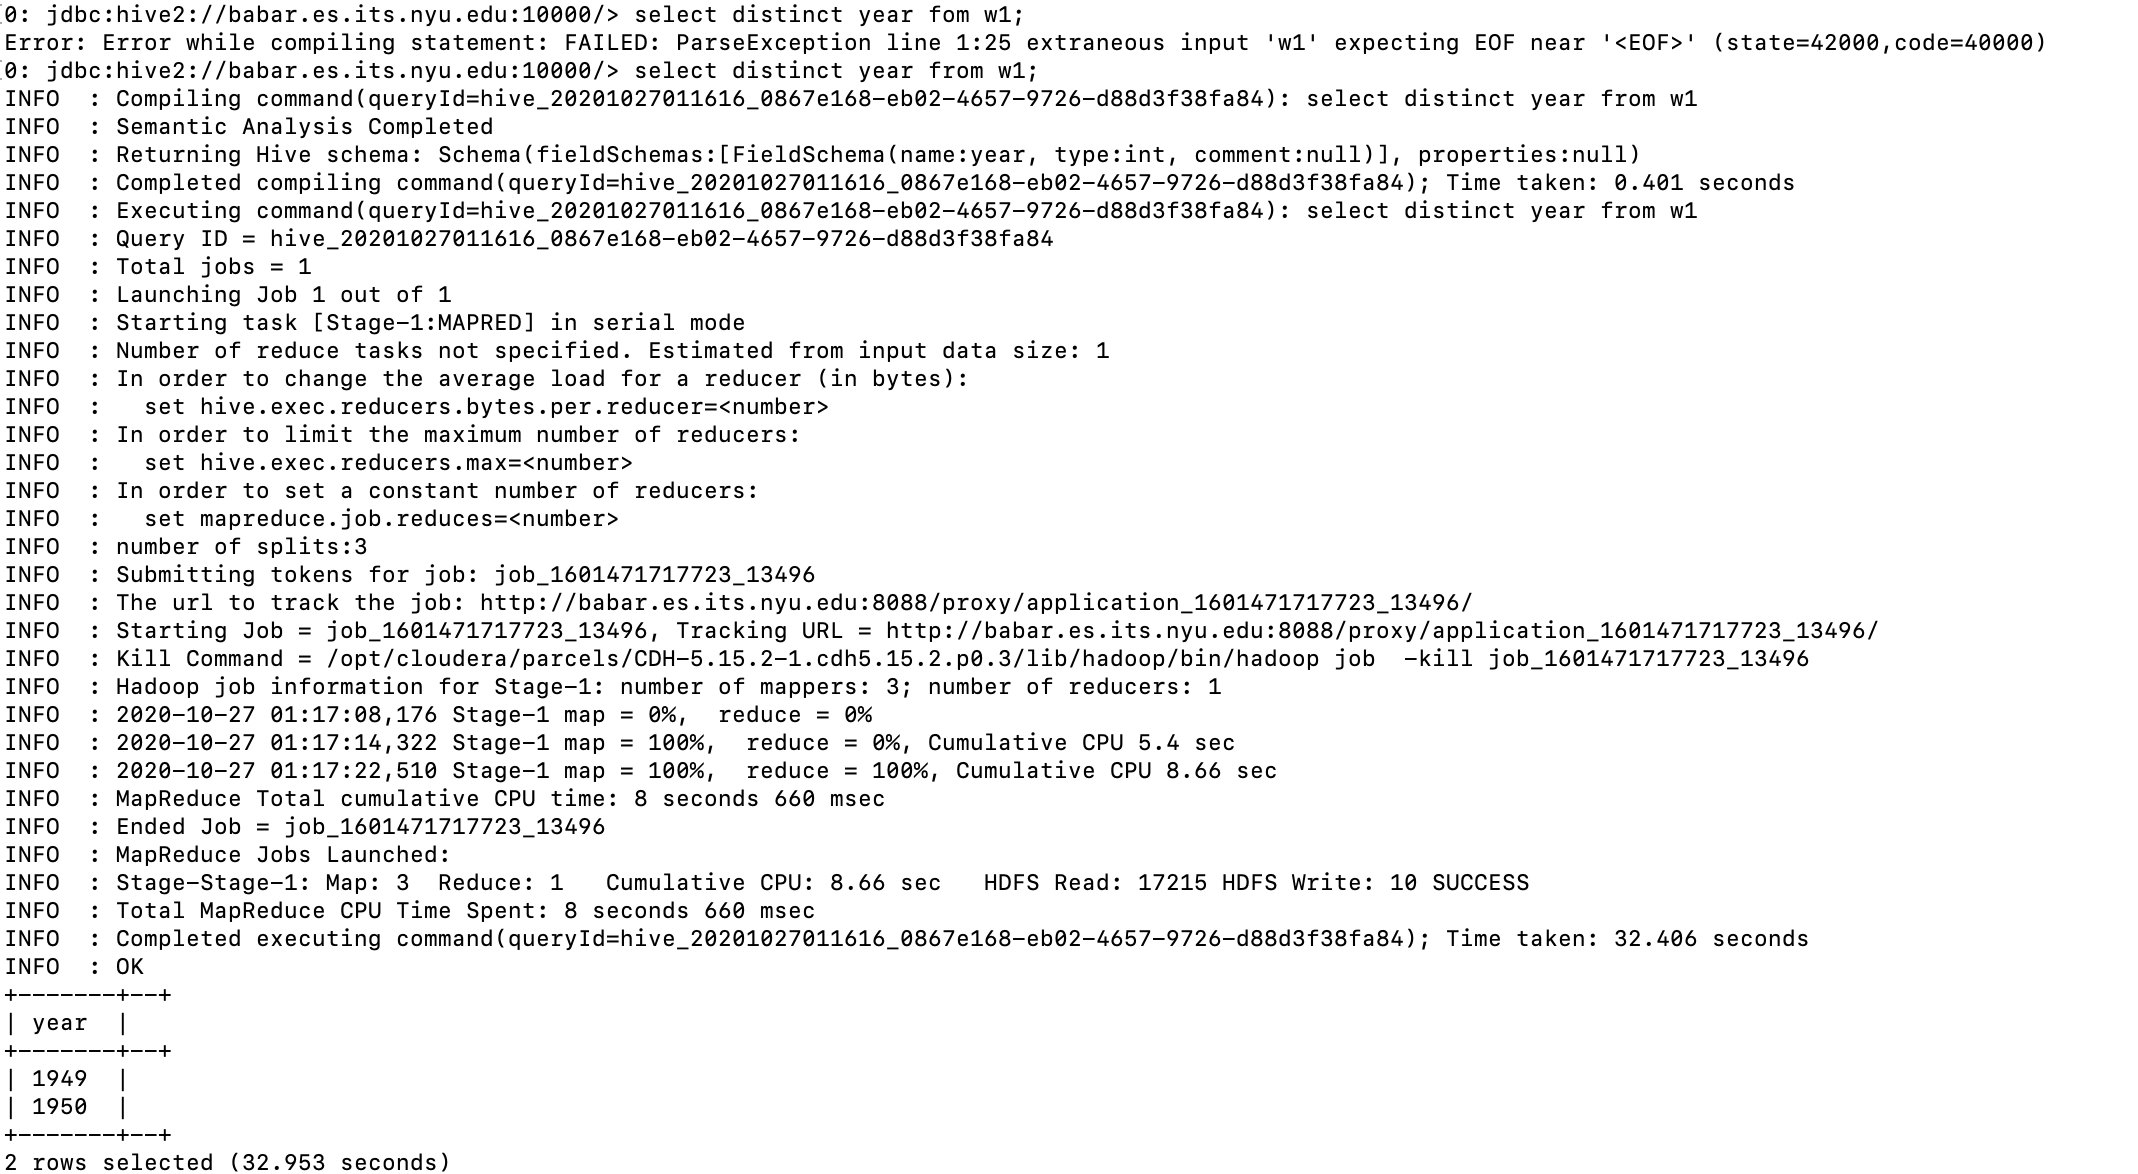 0: jdbc:hive2://babar.es.its.nyu.edu:10000/> select distinct year fom w1;
Error: Error while compiling statement: FAILED: ParseException line 1:25 extraneous input 'w1' expecting EOF near '<EOF>' (state=42000,code=40000)
0: jdbc:hive2://babar.es.its.nyu.edu:10000/> select distinct year from w1;
INFO  : Compiling command(queryId=hive_20201027011616_0867e168-eb02-4657-9726-d88d3f38fa84): select distinct year from w1
INFO  : Semantic Analysis Completed
INFO  : Returning Hive schema: Schema(fieldSchemas:[FieldSchema(name:year, type:int, comment:null)], properties:null)
INFO  : Completed compiling command(queryId=hive_20201027011616_0867e168-eb02-4657-9726-d88d3f38fa84); Time taken: 0.401 seconds
INFO  : Executing command(queryId=hive_20201027011616_0867e168-eb02-4657-9726-d88d3f38fa84): select distinct year from w1
INFO  : Query ID = hive_20201027011616_0867e168-eb02-4657-9726-d88d3f38fa84
INFO  : Total jobs = 1
INFO  : Launching Job 1 out of 1
INFO  : Starting task [Stage-1:MAPRED] in serial mode
INFO  : Number of reduce tasks not specified. Estimated from input data size: 1
INFO  : In order to change the average load for a reducer (in bytes):
INFO  :   set hive.exec.reducers.bytes.per.reducer=<number>
INFO  : In order to limit the maximum number of reducers:
INFO  :   set hive.exec.reducers.max=<number>
INFO  : In order to set a constant number of reducers:
INFO  :   set mapreduce.job.reduces=<number>
INFO  : number of splits:3
INFO  : Submitting tokens for job: job_1601471717723_13496
INFO  : The url to track the job: http://babar.es.its.nyu.edu:8088/proxy/application_1601471717723_13496/
INFO  : Starting Job = job_1601471717723_13496, Tracking URL = http://babar.es.its.nyu.edu:8088/proxy/application_1601471717723_13496/
INFO  : Kill Command = /opt/cloudera/parcels/CDH-5.15.2-1.cdh5.15.2.p0.3/lib/hadoop/bin/hadoop job  -kill job_1601471717723_13496
INFO  : Hadoop job information for Stage-1: number of mappers: 3; number of reducers: 1
INFO  : 2020-10-27 01:17:08,176 Stage-1 map = 0%,  reduce = 0%
INFO  : 2020-10-27 01:17:14,322 Stage-1 map = 100%,  reduce = 0%, Cumulative CPU 5.4 sec
INFO  : 2020-10-27 01:17:22,510 Stage-1 map = 100%,  reduce = 100%, Cumulative CPU 8.66 sec
INFO  : MapReduce Total cumulative CPU time: 8 seconds 660 msec
INFO  : Ended Job = job_1601471717723_13496
INFO  : MapReduce Jobs Launched:
INFO  : Stage-Stage-1: Map: 3  Reduce: 1   Cumulative CPU: 8.66 sec   HDFS Read: 17215 HDFS Write: 10 SUCCESS
INFO  : Total MapReduce CPU Time Spent: 8 seconds 660 msec
INFO  : Completed executing command(queryId=hive_20201027011616_0867e168-eb02-4657-9726-d88d3f38fa84); Time taken: 32.406 seconds
INFO  : OK
+-------+--+
| year  |
+-------+--+
| 1949  |
| 1950  |
+-------+--+
2 rows selected (32.953 seconds)